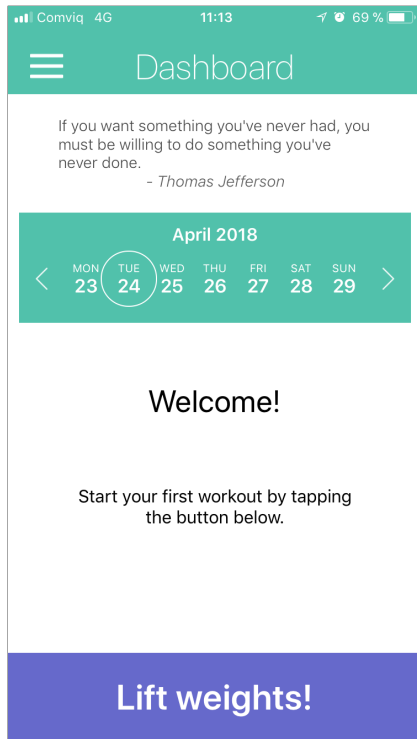 Comviq 4G 11:13 69 %
Dashboard
If you want something you've never had, you
must be willing to do something you've
never done.
- Thomas Jefferson
April 2018
MON TUE WED THU FRI SAT SUN
23 24 25 26 27 28 29
Welcome!
Start your first workout by tapping
the button below.
Lift weights!